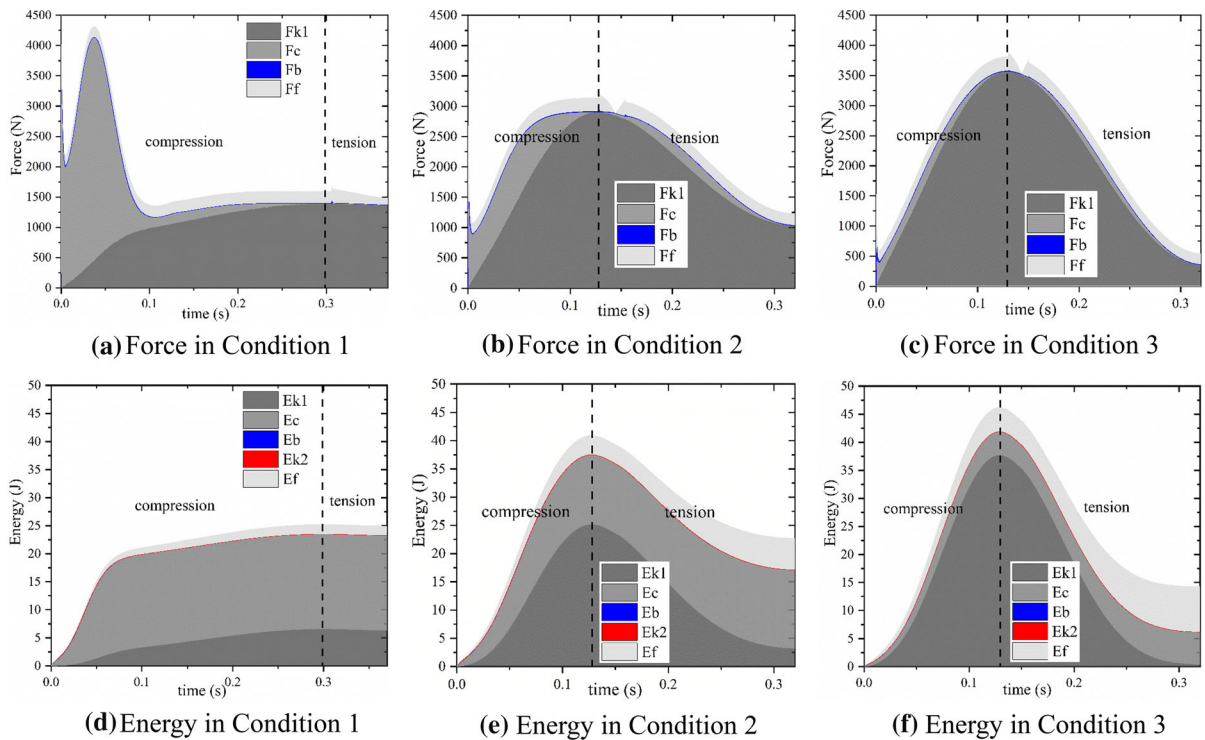 4500
4000
3500
3000
2500
2000
1500
1000
500
0
Force (N)
Fk1
Fc
Fb
Ff
compression
tension
0.0 0.1 0.2 0.3
time (s)
(a) Force in Condition 1
4500
4000
3500
3000
2500
2000
1500
1000
500
0
Force (N)
compression
tension
Fk1
Fc
Fb
Ff
0.0 0.1 0.2 0.3
time (s)
(b) Force in Condition 2
4500
4000
3500
3000
2500
2000
1500
1000
500
0
Force (N)
compression
tension
Fk1
Fc
Fb
Ff
0.0 0.1 0.2 0.3
time (s)
(c) Force in Condition 3
50
45
40
35
30
25
20
15
10
5
0
Energy (J)
Ek1
Ec
Eb
Ek2
Ef
compression
tension
0.0 0.1 0.2 0.3
time (s)
(d) Energy in Condition 1
50
45
40
35
30
25
20
15
10
5
0
Energy (J)
compression
tension
Ek1
Ec
Eb
Ek2
Ef
0.0 0.1 0.2 0.3
time (s)
(e) Energy in Condition 2
50
45
40
35
30
25
20
15
10
5
0
Energy (J)
compression
tension
Ek1
Ec
Eb
Ek2
Ef
0.0 0.1 0.2 0.3
time (s)
(f) Energy in Condition 3